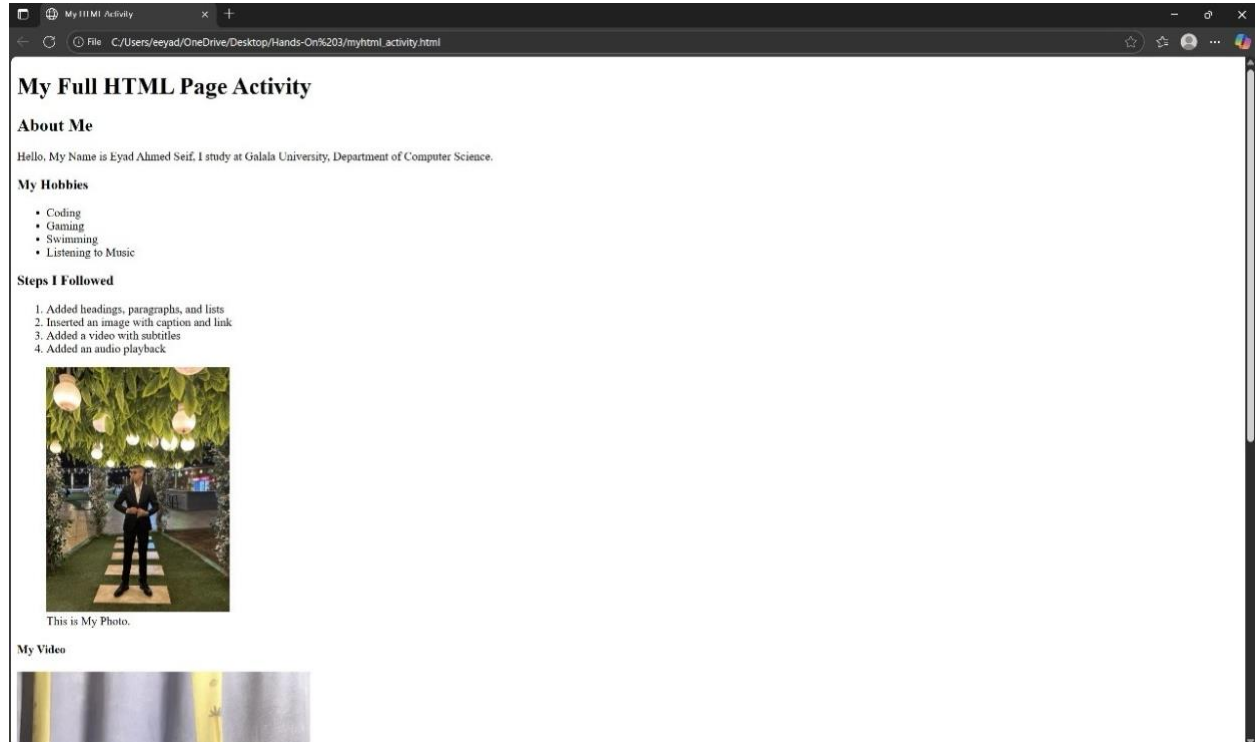 My HTML Activity
File C:/Users/eeyad/OneDrive/Desktop/Hands-On%203/myhtml_activity.html
My Full HTML Page Activity
About Me
Hello, My Name is Eyad Ahmed Seif, I study at Galala University, Department of Computer Science.
My Hobbies
• Coding
• Gaming
• Swimming
• Listening to Music
Steps I Followed
1. Added headings, paragraphs, and lists
2. Inserted an image with caption and link
3. Added a video with subtitles
4. Added an audio playback
This is My Photo.
My Video